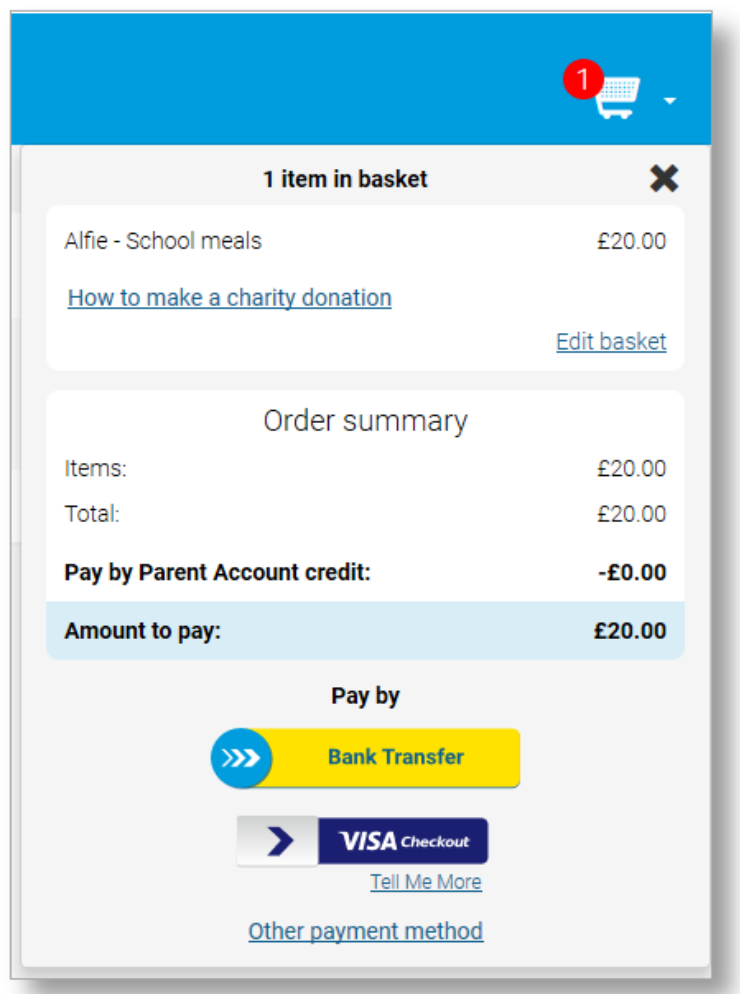 1
1 item in basket
Alfie - School meals £20.00
How to make a charity donation
Edit basket
Order summary
Items: £20.00
Total: £20.00
Pay by Parent Account credit: -£0.00
Amount to pay: £20.00
Pay by
Bank Transfer
VISA Checkout
Tell Me More
Other payment method